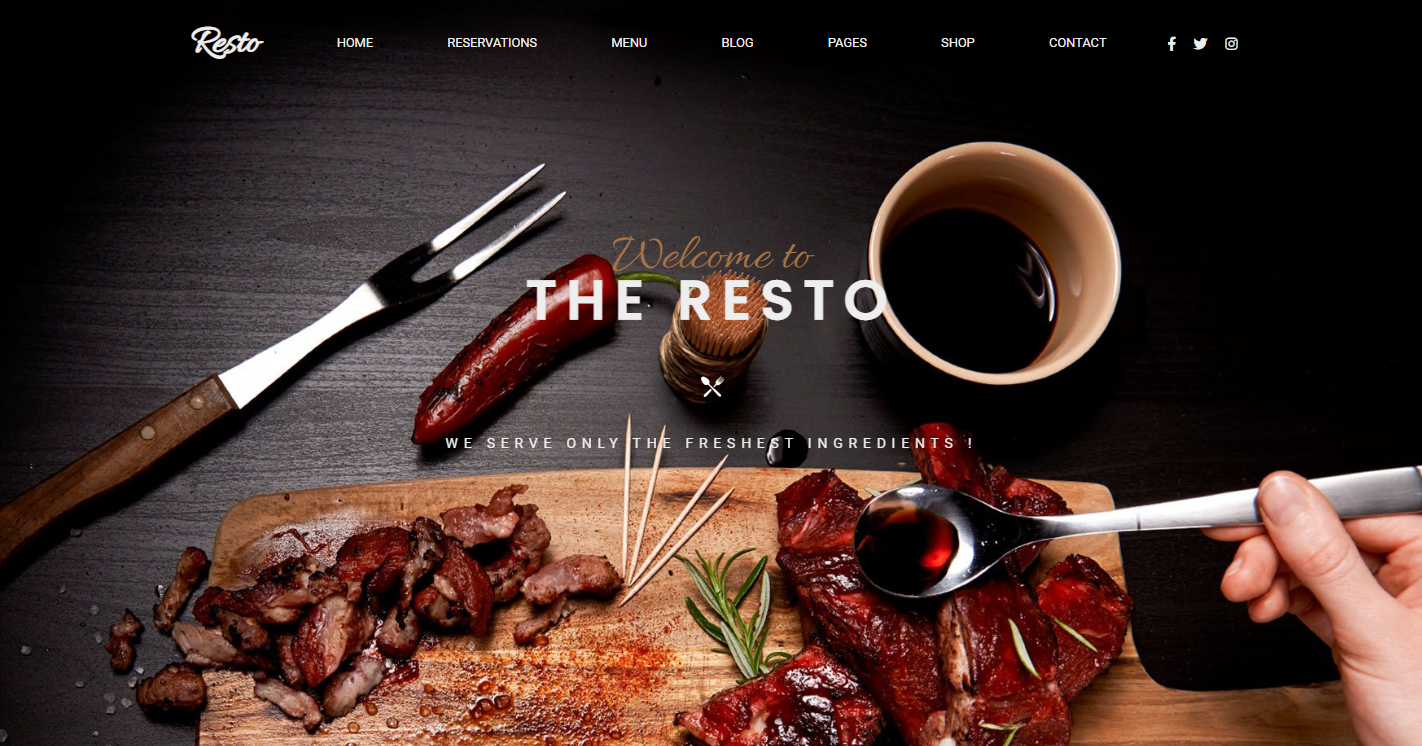 Resto HOME RESERVATIONS MENU BLOG PAGES SHOP CONTACT
Welcome to
THE RESTO
WE SERVE ONLY THE FRESHEST INGREDIENTS !